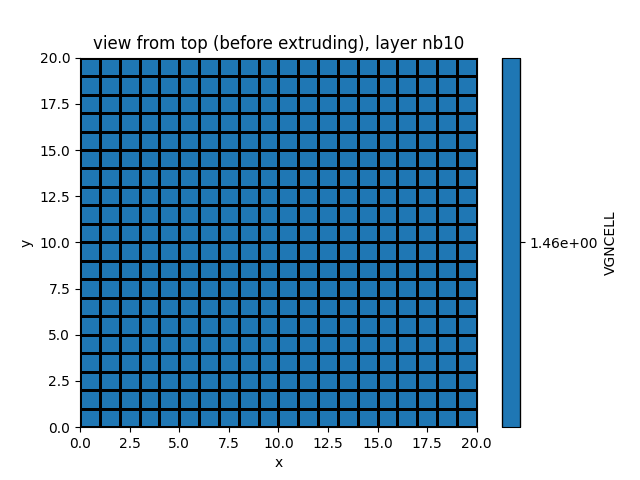 view from top (before extruding), layer nb10
20.0
17.5
15.0
12.5
10.0
7.5
5.0
2.5
0.0
y
0.0 2.5 5.0 7.5 10.0 12.5 15.0 17.5 20.0
x
1.46e+00
VGNCELL